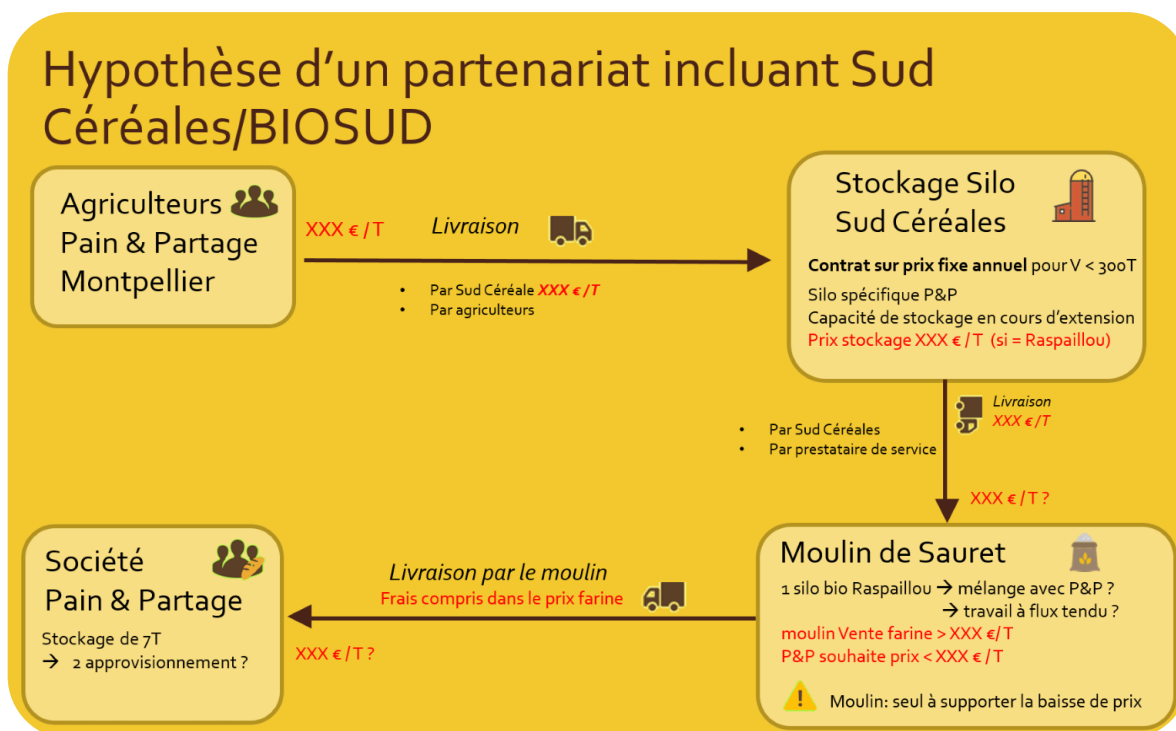 Hypothèse d'un partenariat incluant Sud
Céréales/BIOSUD
Agriculteurs
Pain & Partage
Montpellier
XXX €/T
Livraison
• Par Sud Céréale XXX €/T
• Par agriculteurs
Stockage Silo
Sud Céréales
Contrat sur prix fixe annuel pour V < 300T
Silo spécifique P&P
Capacité de stockage en cours d'extension
Prix stockage XXX €/T (si = Raspaillou)
Livraison
XXX €/T
• Par Sud Céréales
• Par prestataire de service
XXX €/T ?
Moulin de Sauret
1 silo bio Raspaillou → mélange avec P&P ?
→ travail à flux tendu ?
moulin Vente farine > XXX €/T
P&P souhaite prix < XXX €/T
Moulin: seul à supporter la baisse de prix
Livraison par le moulin
Frais compris dans le prix farine
XXX €/T ?
Société
Pain & Partage
Stockage de 7T
→ 2 approvisionnement ?